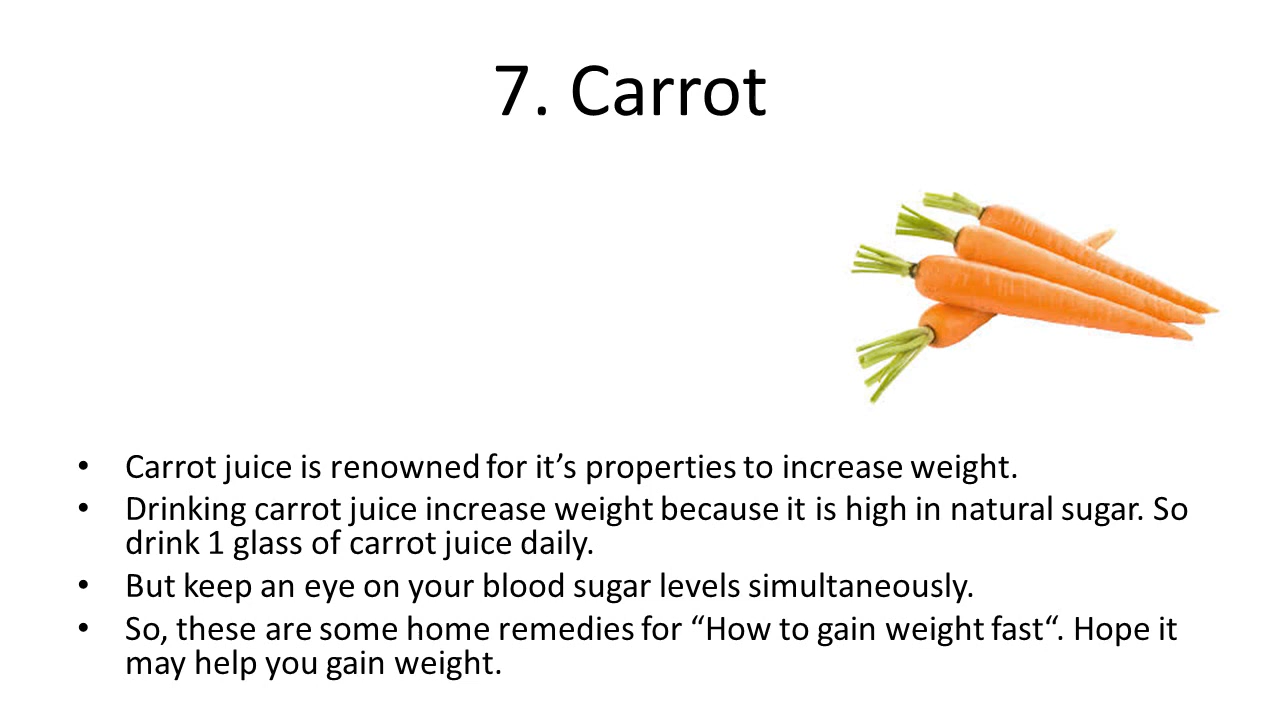 7. Carrot
• Carrot juice is renowned for it’s properties to increase weight.
• Drinking carrot juice increase weight because it is high in natural sugar. So
drink 1 glass of carrot juice daily.
• But keep an eye on your blood sugar levels simultaneously.
• So, these are some home remedies for “How to gain weight fast“. Hope it
may help you gain weight.